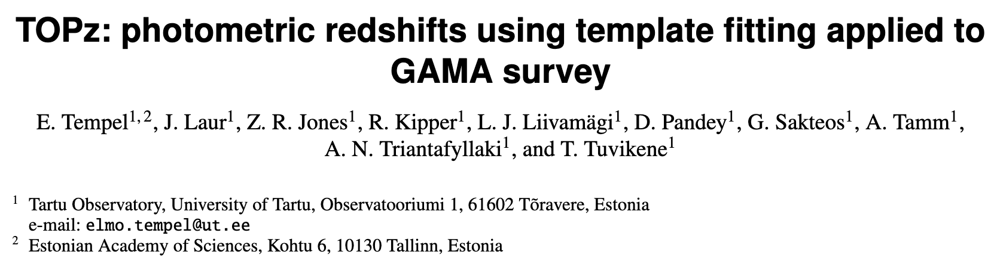 TOPz: photometric redshifts using template fitting applied to
GAMA survey
E. Tempel¹,², J. Laur¹, Z. R. Jones¹, R. Kipper¹, L. J. Liivamägi¹, D. Pandey¹, G. Sakteos¹, A. Tamm¹,
A. N. Triantafyllaki¹, and T. Tuvikene¹
¹ Tartu Observatory, University of Tartu, Observatooriumi 1, 61602 Tõravere, Estonia
e-mail: elmo.tempel@ut.ee
² Estonian Academy of Sciences, Kohtu 6, 10130 Tallinn, Estonia